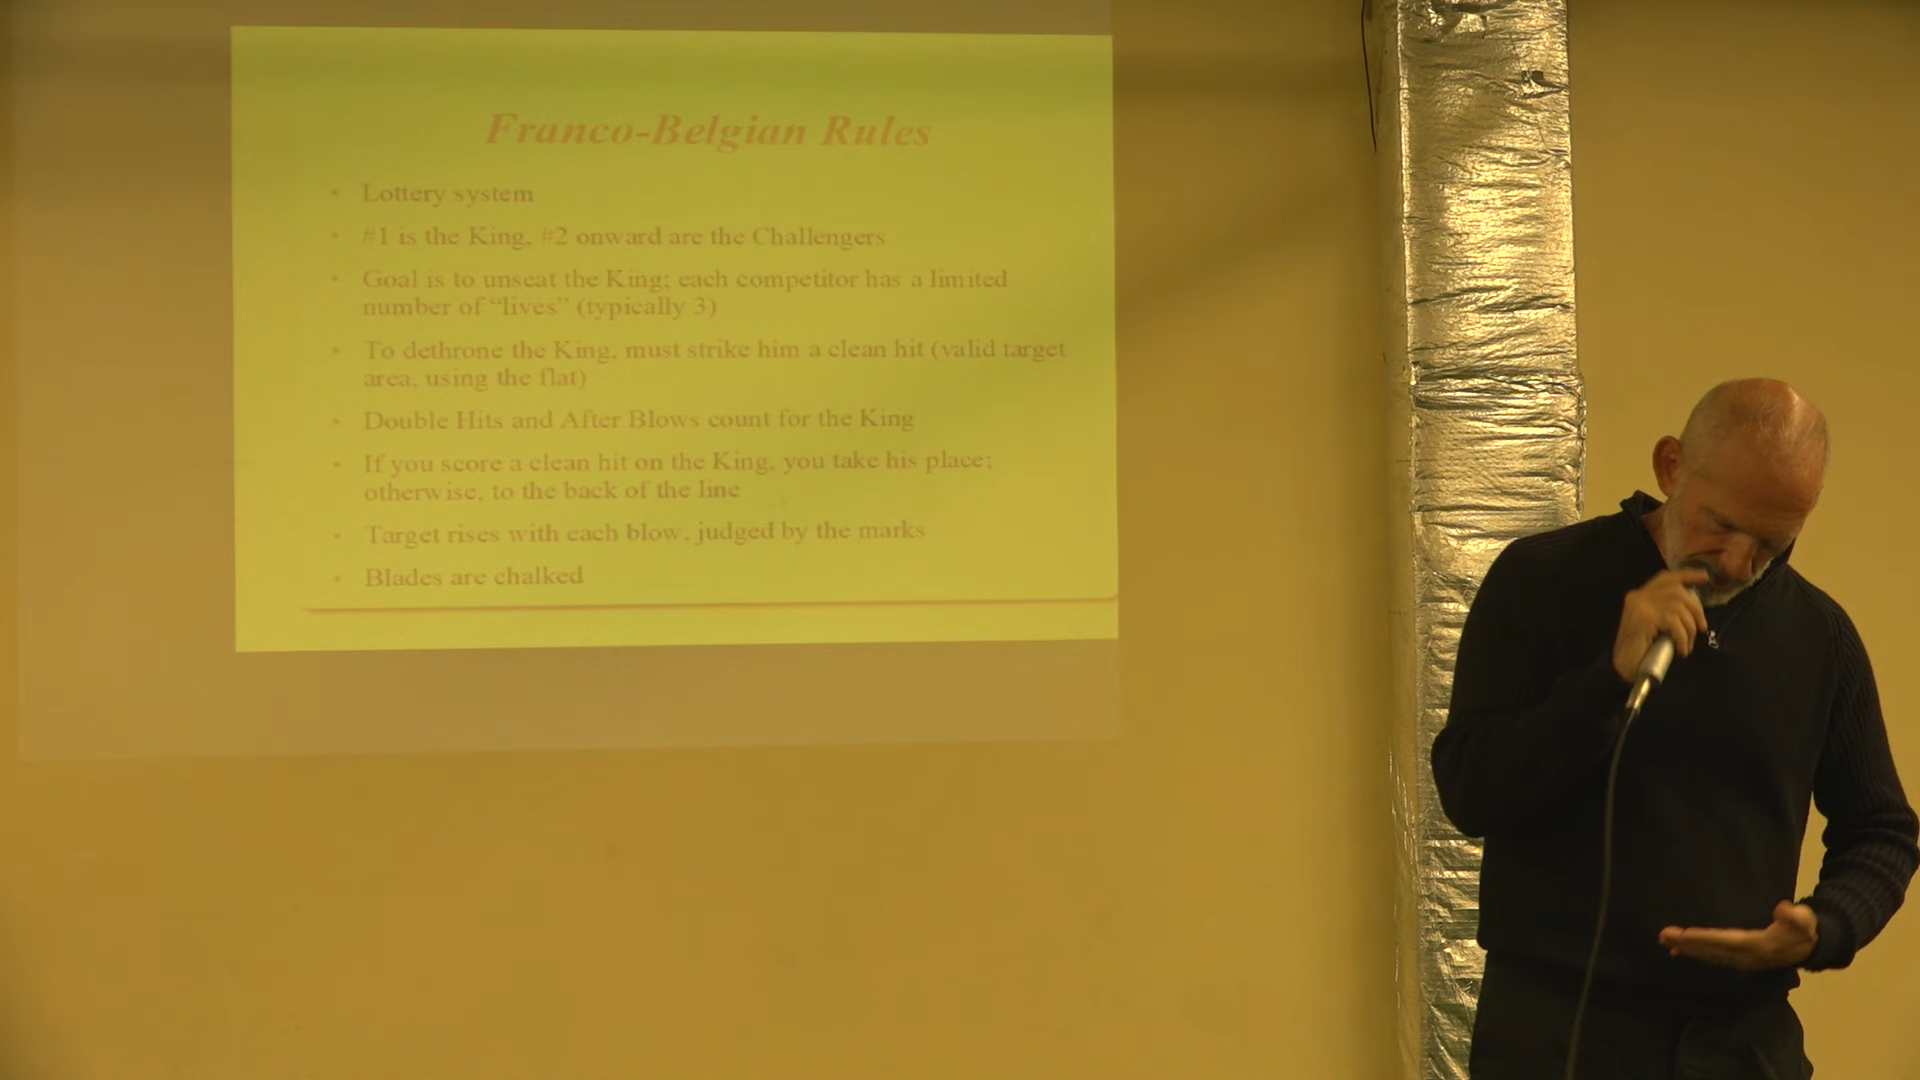 Franco-Belgian Rules
• Lottery system
• #1 is the King, #2 onward are the Challengers
• Goal is to unseat the King; each competitor has a limited
number of “lives” (typically 3)
• To dethrone the King, must strike him a clean hit (valid target
area, using the flat)
• Double Hits and After Blows count for the King
• If you score a clean hit on the King, you take his place;
otherwise, to the back of the line
• Target rises with each blow, judged by the marks
• Blades are chalked